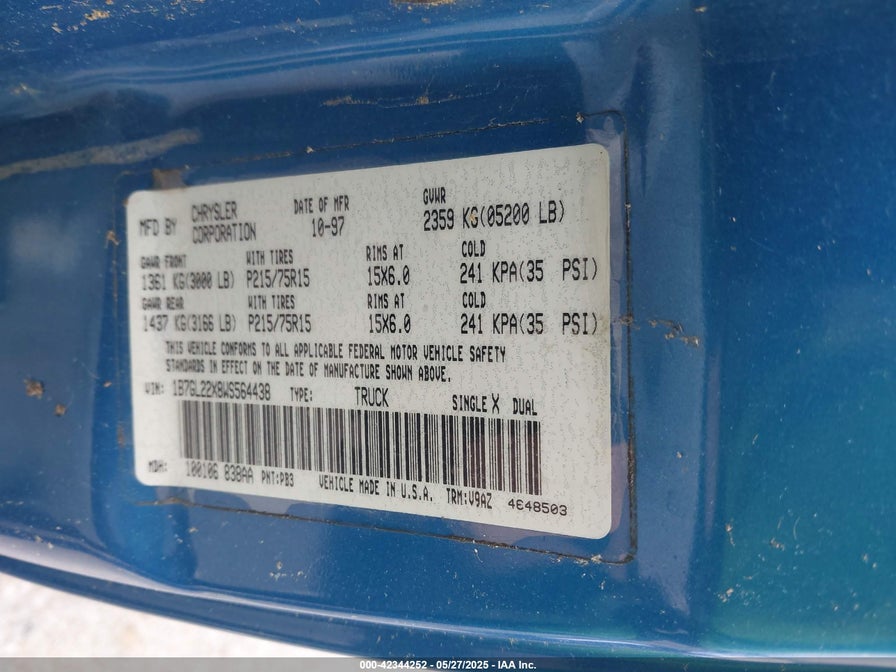 MFD BY CHRYSLER CORPORATION DATE OF MFR 10-97 GVWR 2359 KG(05200 LB)
GAWR FRONT WITH TIRES RIMS AT COLD
1361 KG(3000 LB) P215/75R15 15X6.0 241 KPA(35 PSI)
GAWR REAR WITH TIRES RIMS AT COLD
1437 KG(3166 LB) P215/75R15 15X6.0 241 KPA(35 PSI)
THIS VEHICLE CONFORMS TO ALL APPLICABLE FEDERAL MOTOR VEHICLE SAFETY
STANDARDS IN EFFECT ON THE DATE OF MANUFACTURE SHOWN ABOVE.
VIN: 1B7GL22X8WS564438 TYPE: TRUCK SINGLE X DUAL
MDH: 100106 838AA PNT:PB3 VEHICLE MADE IN U.S.A. TRM:V9AZ 4648503
000-42344252 - 05/27/2025 - IAA Inc.